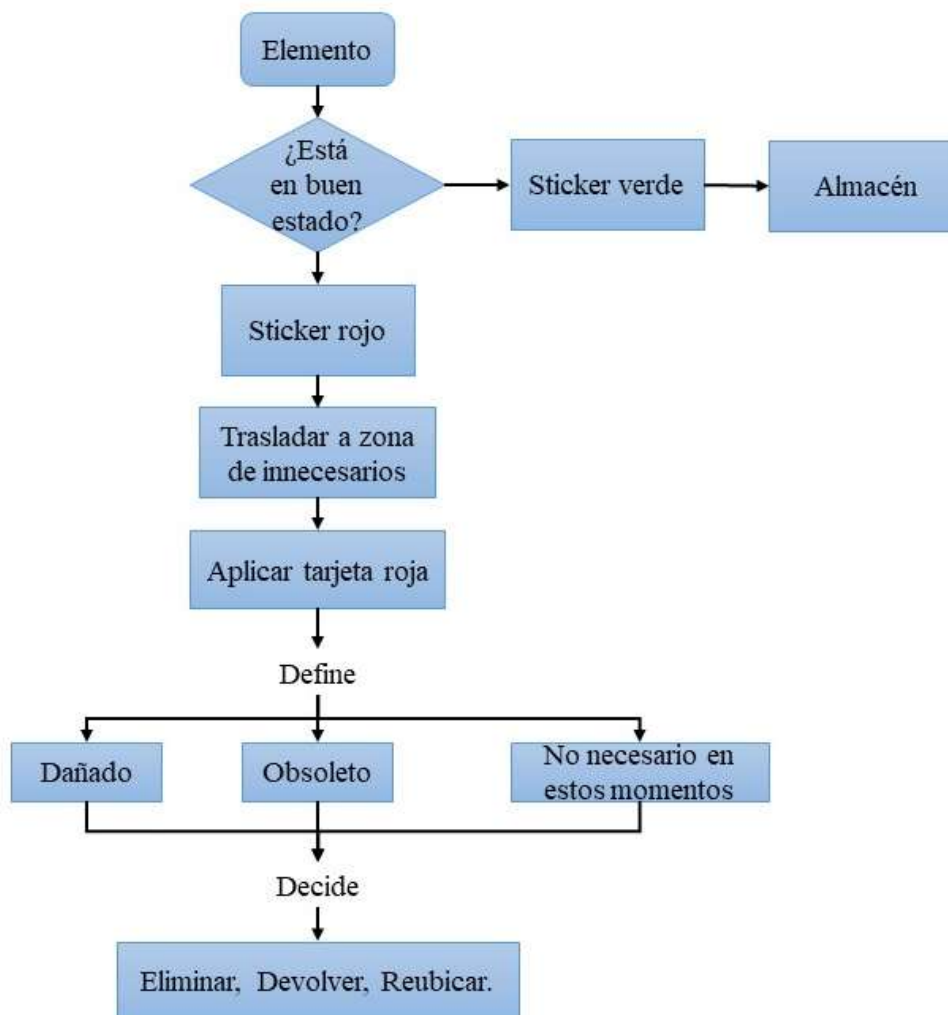 Elemento
¿Está
en buen
estado?
Sticker verde
Almacén
Sticker rojo
Trasladar a zona
de innecesarios
Aplicar tarjeta roja
Define
Dañado
Obsoleto
No necesario en
estos momentos
Decide
Eliminar, Devolver, Reubicar.